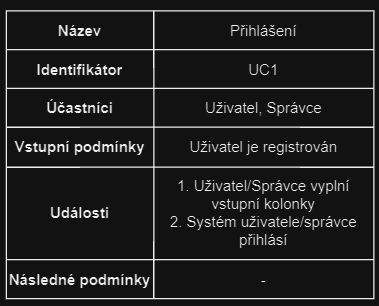 Název
Přihlášení
Identifikátor
UC1
Účastníci
Uživatel, Správce
Vstupní podmínky
Uživatel je registrován
Události
1. Uživatel/Správce vyplní
vstupní kolonky
2. Systém uživatele/správce
přihlásí
Následné podmínky
-